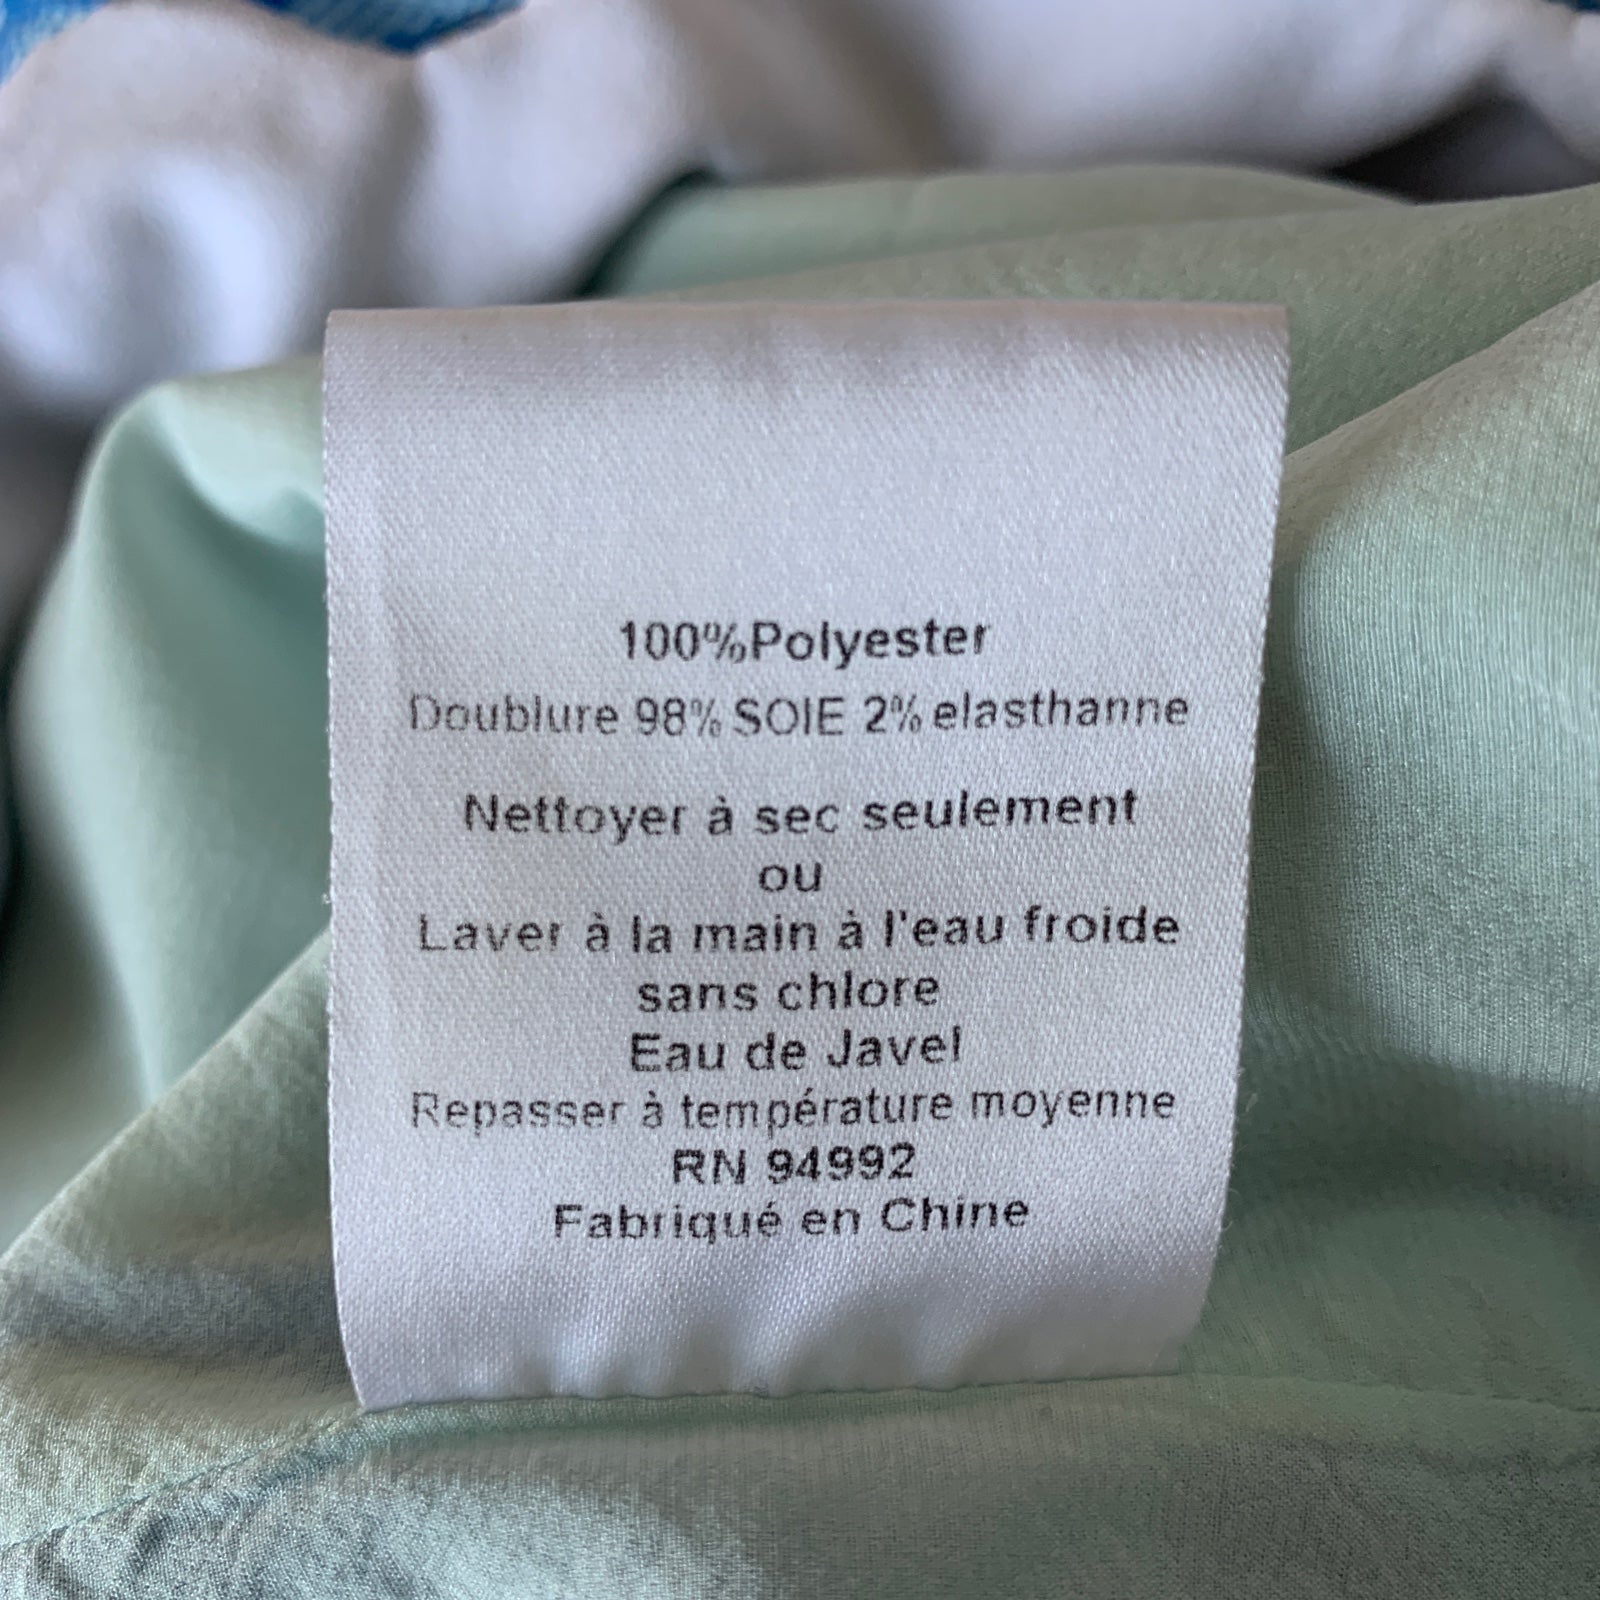 100%Polyester
Doublure 98% SOIE 2% elasthanne
Nettoyer à sec seulement
ou
Laver à la main à l'eau froide
sans chlore
Eau de Javel
Repasser à température moyenne
RN 94992
Fabriqué en Chine